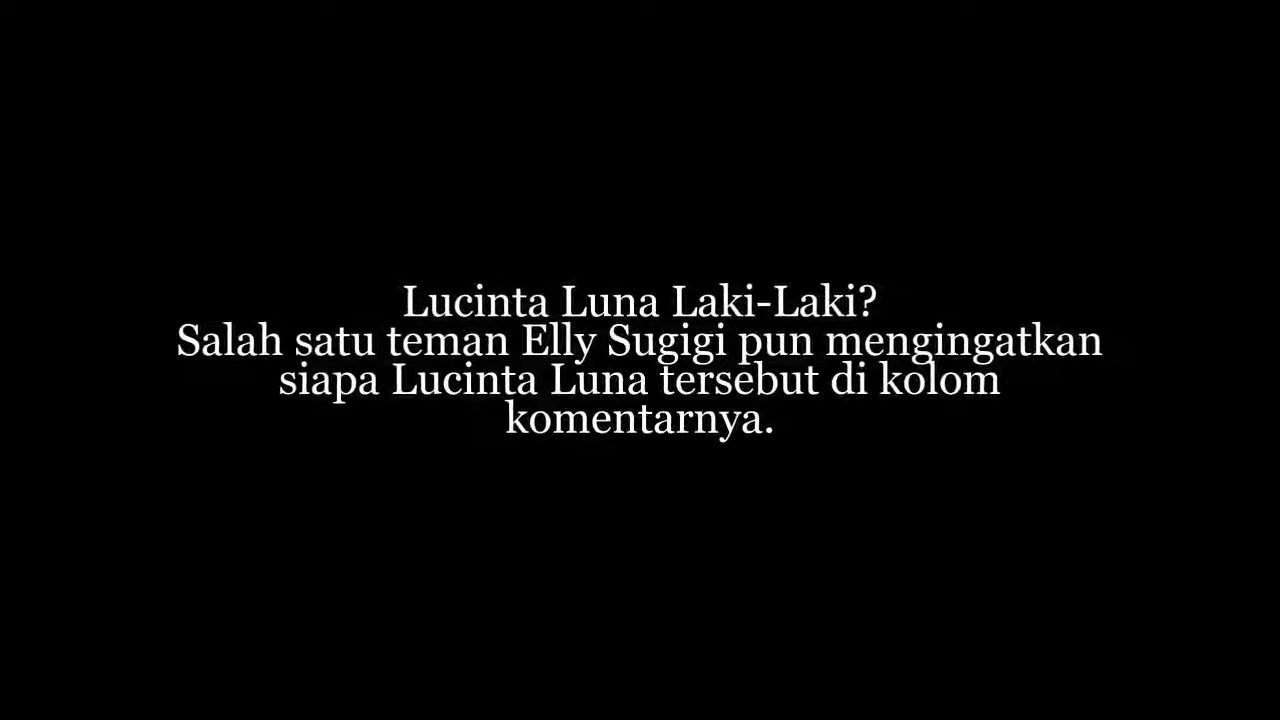 Lucinta Luna Laki-Laki?
Salah satu teman Elly Sugigi pun mengingatkan
siapa Lucinta Luna tersebut di kolom
komentarnya.